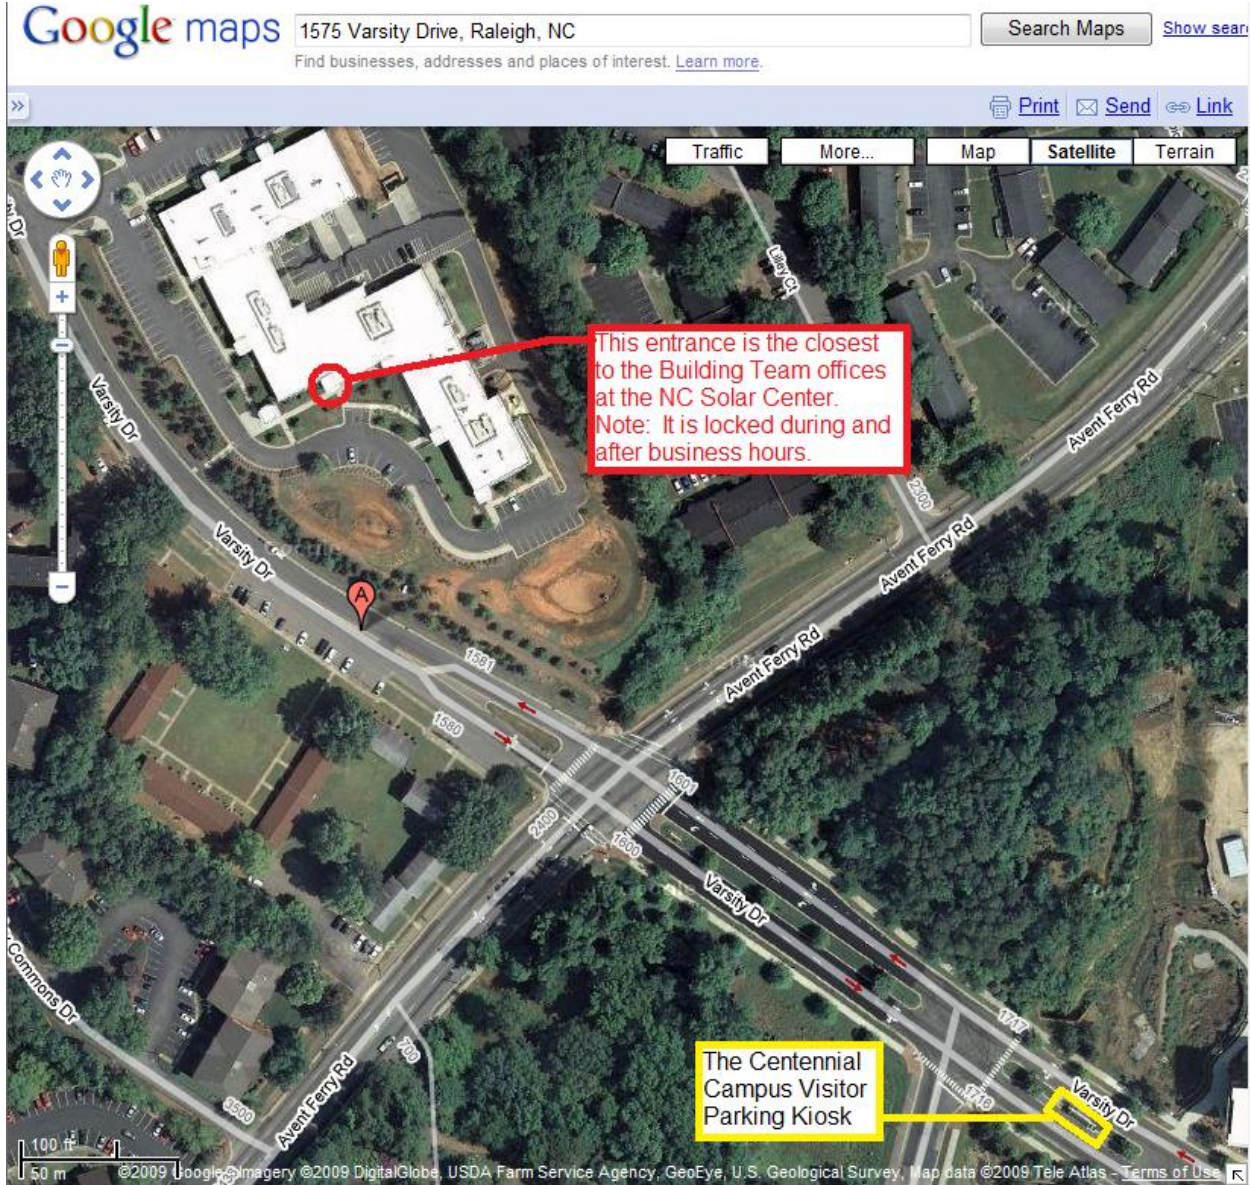 Google maps
1575 Varsity Drive, Raleigh, NC
Search Maps
Show sear
Find businesses, addresses and places of interest. Learn more.
»
Print
Send
Link
Traffic
More...
Map
Satellite
Terrain
Lilley Ct
This entrance is the closest
to the Building Team offices
at the NC Solar Center.
Note: It is locked during and
after business hours.
Varsity Dr
Avent Ferry Rd
2300
Varsity Dr
Avent Ferry Rd
A
1581
Avent Ferry Rd
1580
1601
2400
1600
Varsity Dr
Commons Dr
1717
700
The Centennial
Campus Visitor
Parking Kiosk
1716
Varsity Dr
3500
Avent Ferry Rd
100 ft
50 m
©2009 Google - Imagery ©2009 DigitalGlobe, USDA Farm Service Agency, GeoEye, U.S. Geological Survey, Map data ©2009 Tele Atlas - Terms of Use